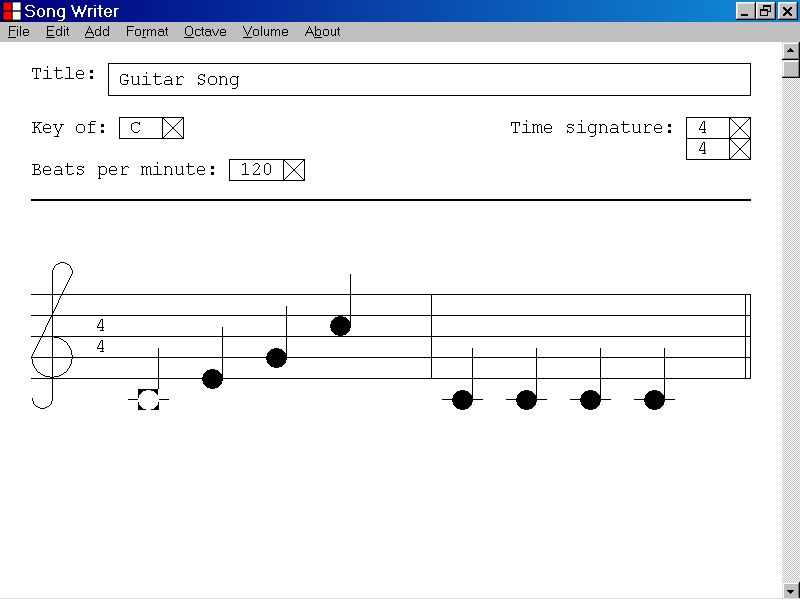 Song Writer
File Edit Add Format Octave Volume About
Title: Guitar Song
Key of: C Time signature: 4
4
Beats per minute: 120
4
4